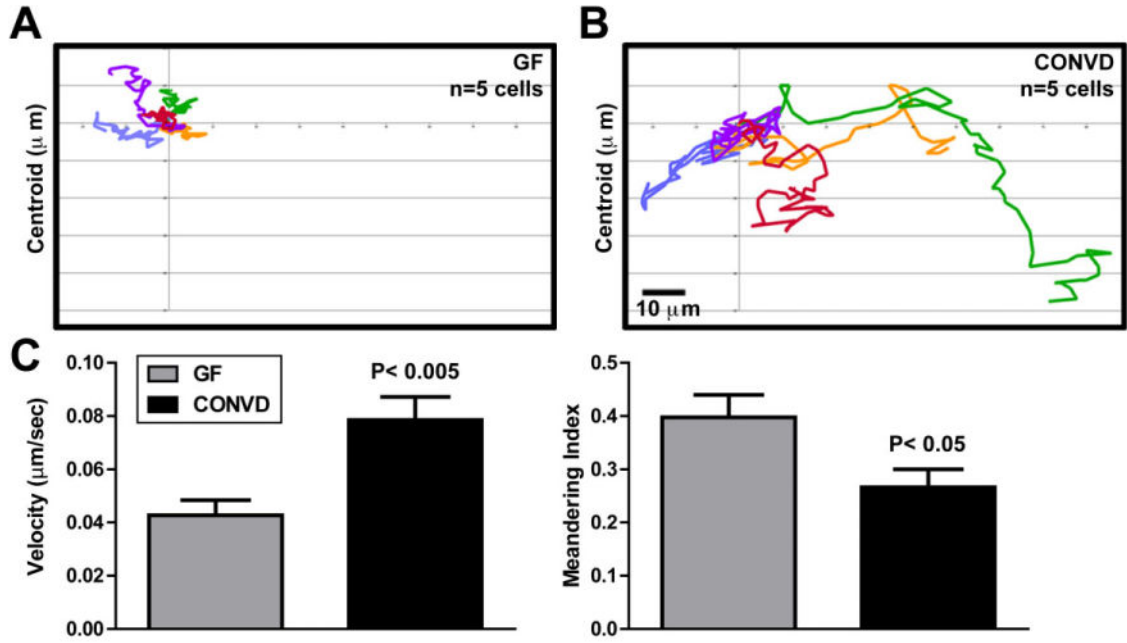 A
GF
n=5 cells
Centroid (μ m)
B
CONVD
n=5 cells
Centroid (μ m)
10 μm
C
0.10
0.08
0.06
0.04
0.02
0.00
Velocity (μm/sec)
GF
CONVD
P< 0.005
0.5
0.4
0.3
0.2
0.1
0.0
Meandering Index
P< 0.05